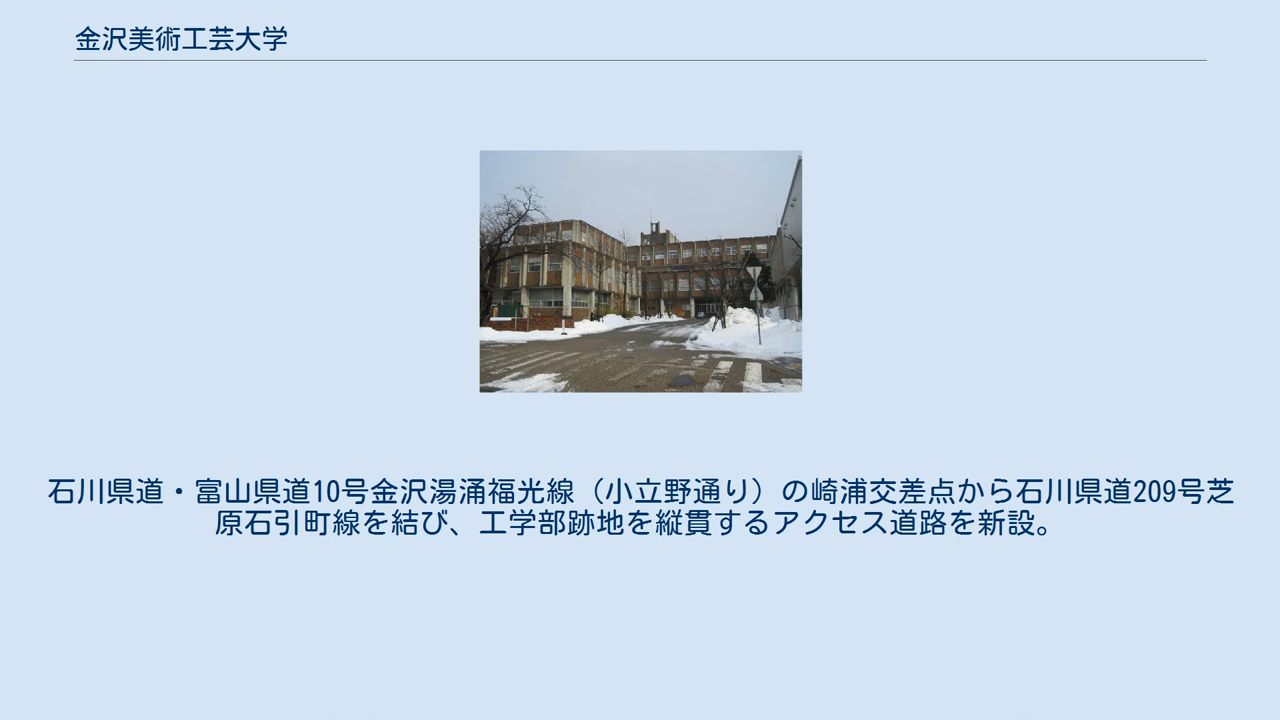 金沢美術工芸大学
石川県道・富山県道10号金沢湯涌福光線（小立野通り）の崎浦交差点から石川県道209号芝
原石引町線を結び、工学部跡地を縦貫するアクセス道路を新設。